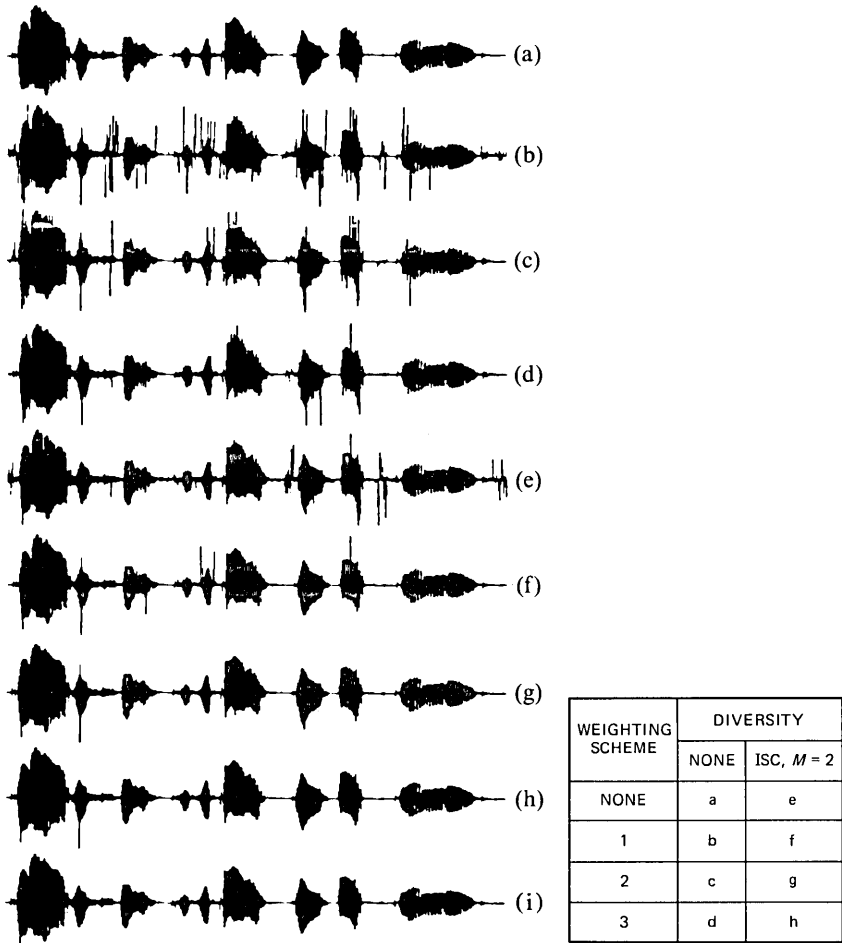 (a)
(b)
(c)
(d)
(e)
(f)
(g)
(h)
(i)
WEIGHTING SCHEME DIVERSITY
NONE ISC, M = 2
NONE a e
1 b f
2 c g
3 d h